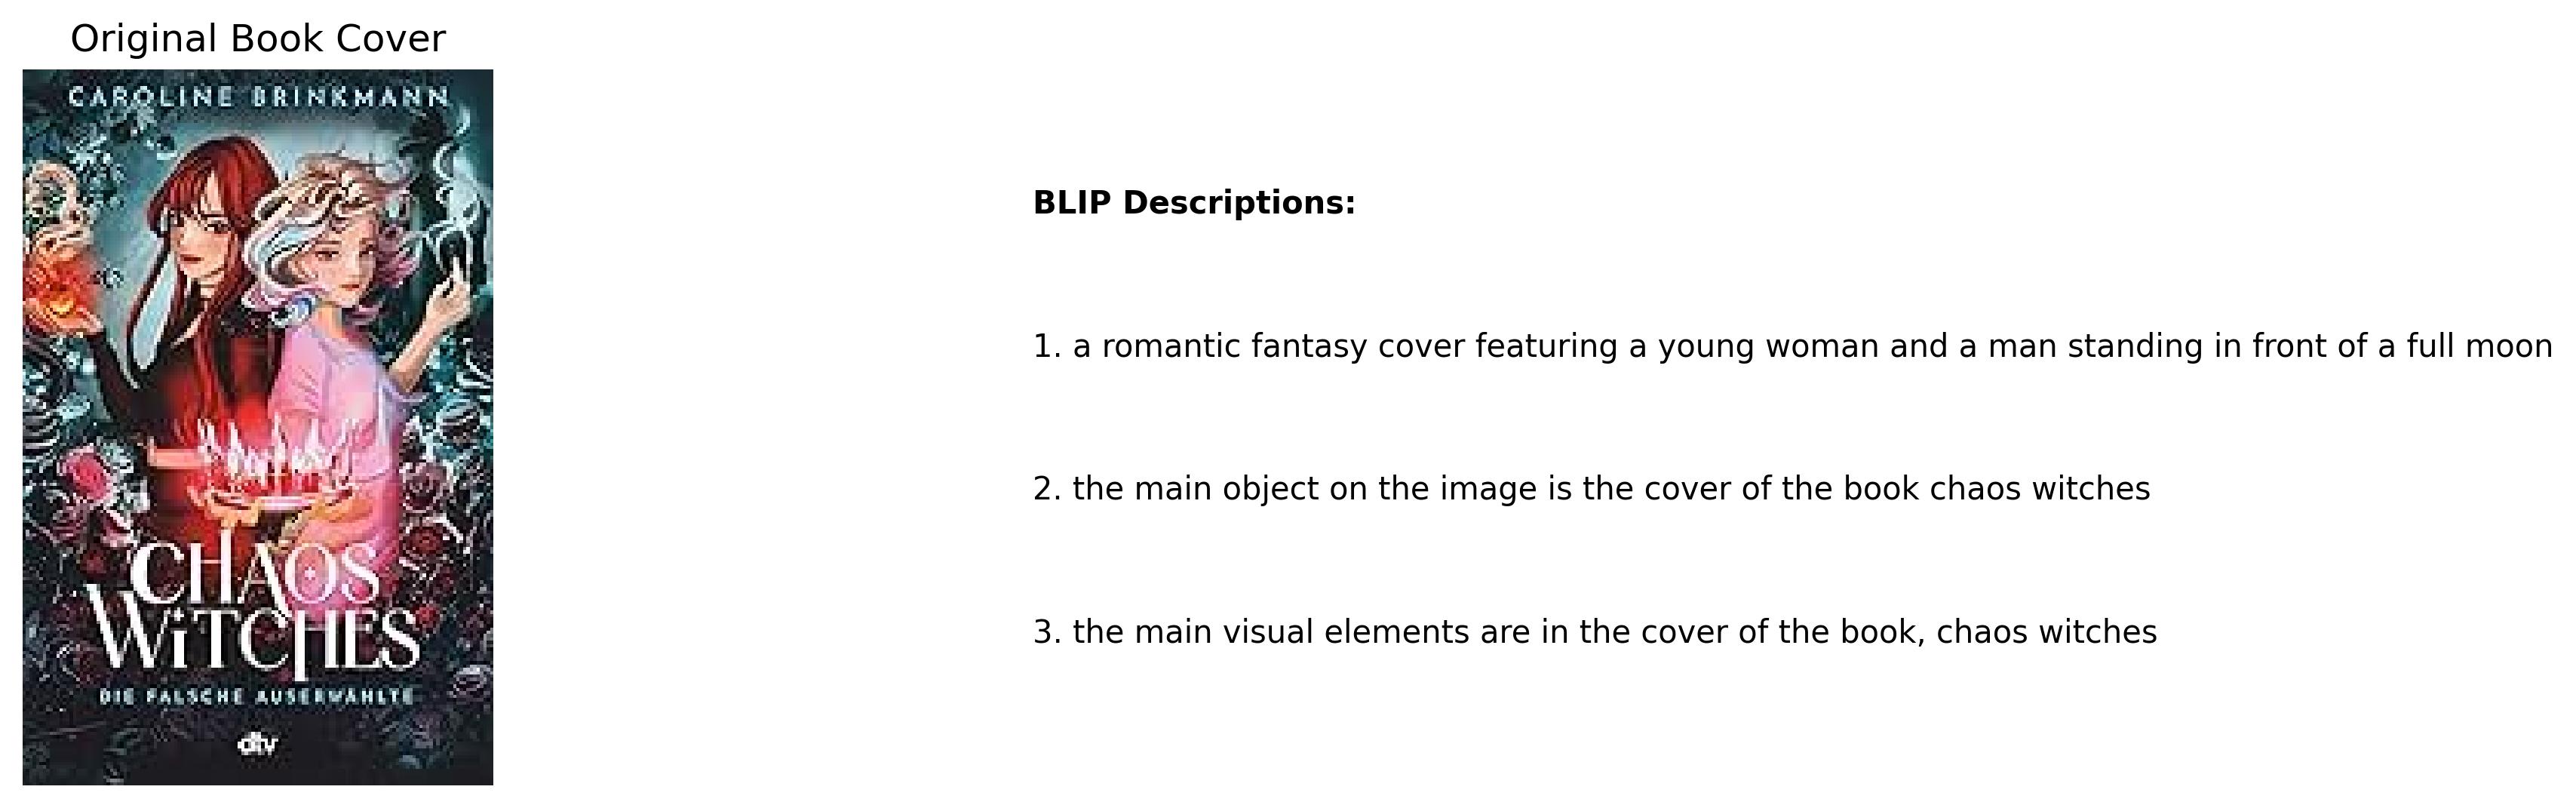 Original Book Cover
CAROLINE BRINKMANN
CHAOS
WiTCHES
DIE FALSCHE AUSERWÄHLTE
dtv
BLIP Descriptions:
1. a romantic fantasy cover featuring a young woman and a man standing in front of a full moon
2. the main object on the image is the cover of the book chaos witches
3. the main visual elements are in the cover of the book, chaos witches